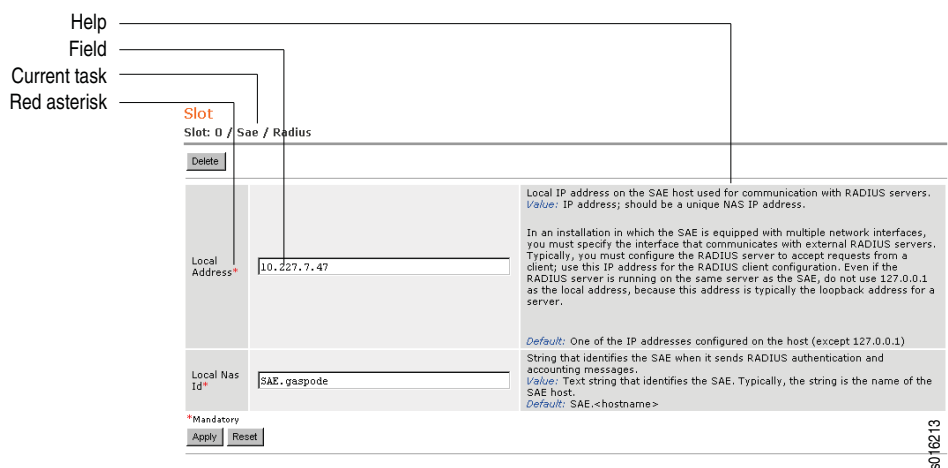 Help
Field
Current task
Red asterisk
Slot
Slot: 0 / Sae / Radius
Delete
Local
Address*
10.227.7.47
Local IP address on the SAE host used for communication with RADIUS servers.
Value: IP address; should be a unique NAS IP address.
In an installation in which the SAE is equipped with multiple network interfaces,
you must specify the interface that communicates with external RADIUS servers.
Typically, you must configure the RADIUS server to accept requests from a
client; use this IP address for the RADIUS client configuration. Even if the
RADIUS server is running on the same server as the SAE, do not use 127.0.0.1
as the local address, because this address is typically the loopback address for a
server.
Default: One of the IP addresses configured on the host (except 127.0.0.1)
Local Nas
Id*
SAE.gaspode
String that identifies the SAE when it sends RADIUS authentication and
accounting messages.
Value: Text string that identifies the SAE. Typically, the string is the name of the
SAE host.
Default: SAE.<hostname>
*Mandatory
Apply Reset
s016213